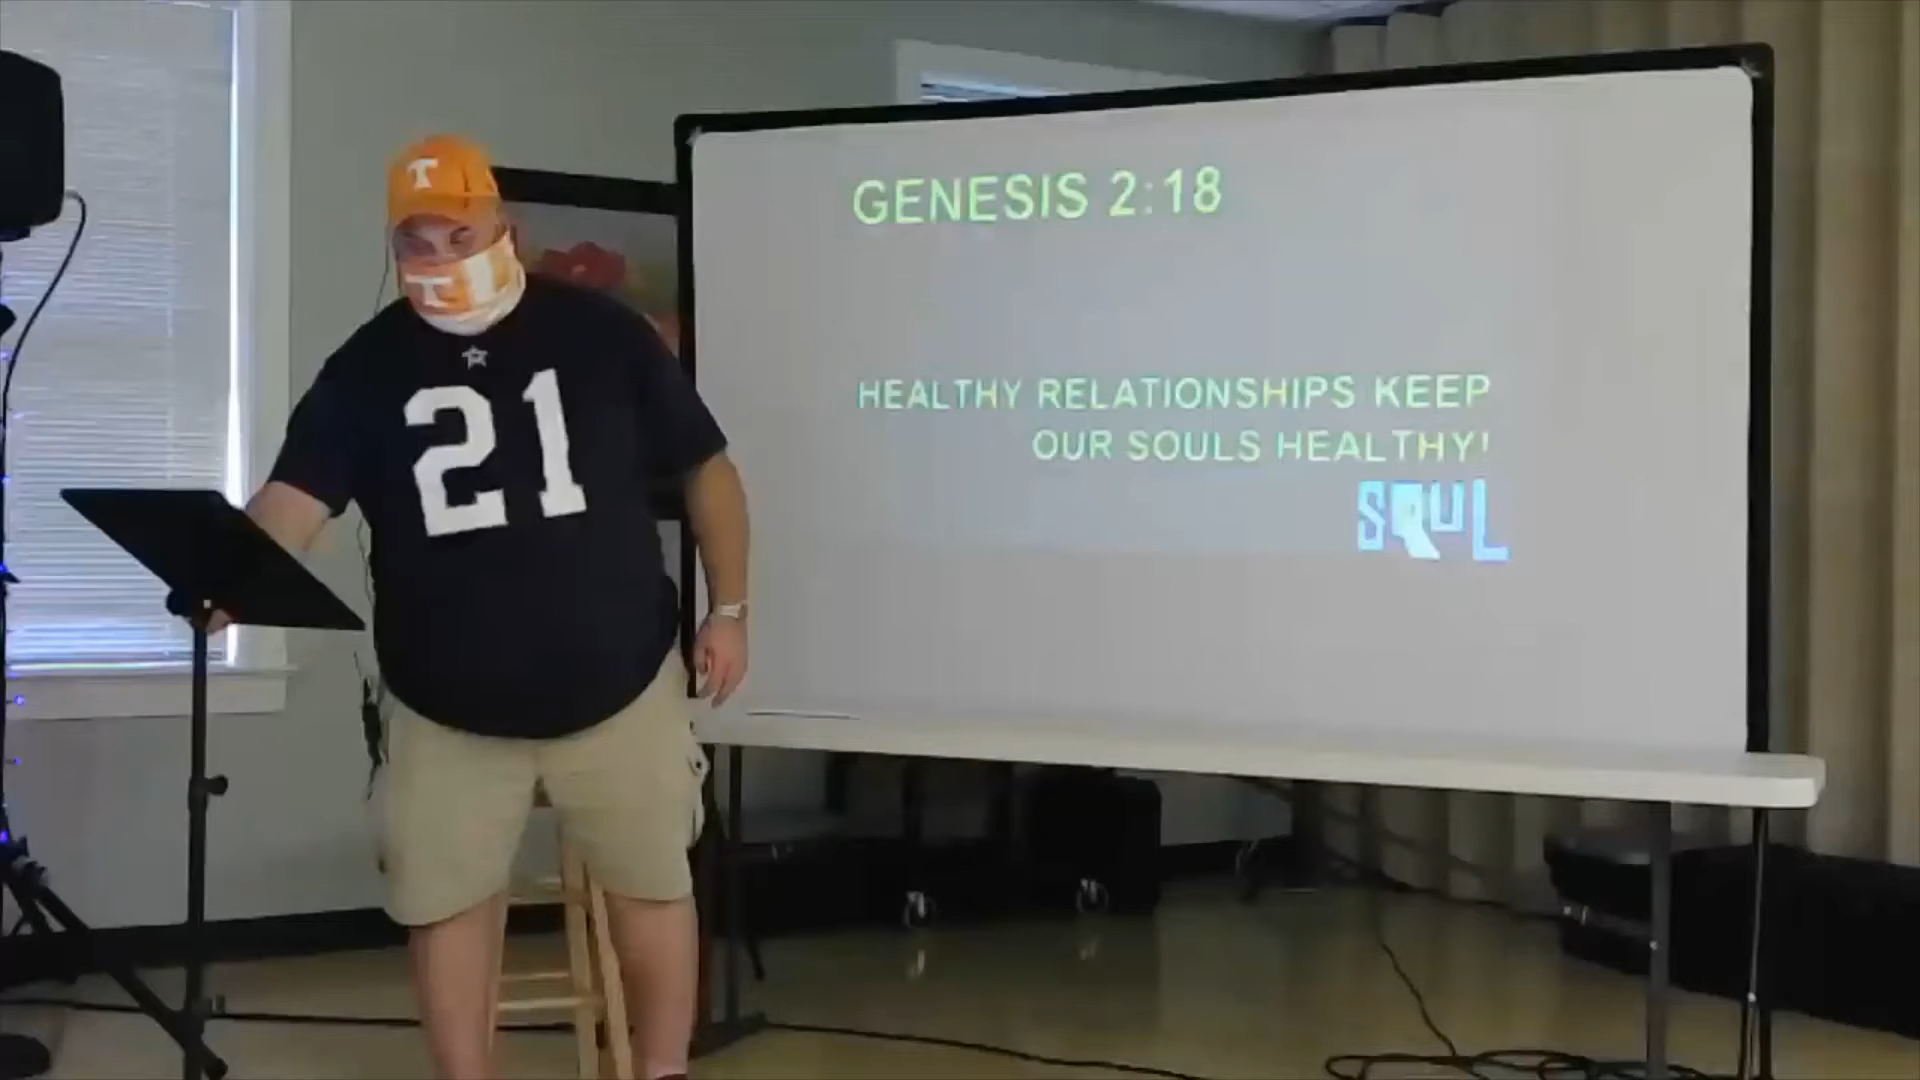 T
T
21
GENESIS 2:18
HEALTHY RELATIONSHIPS KEEP
OUR SOULS HEALTHY!
SOUL